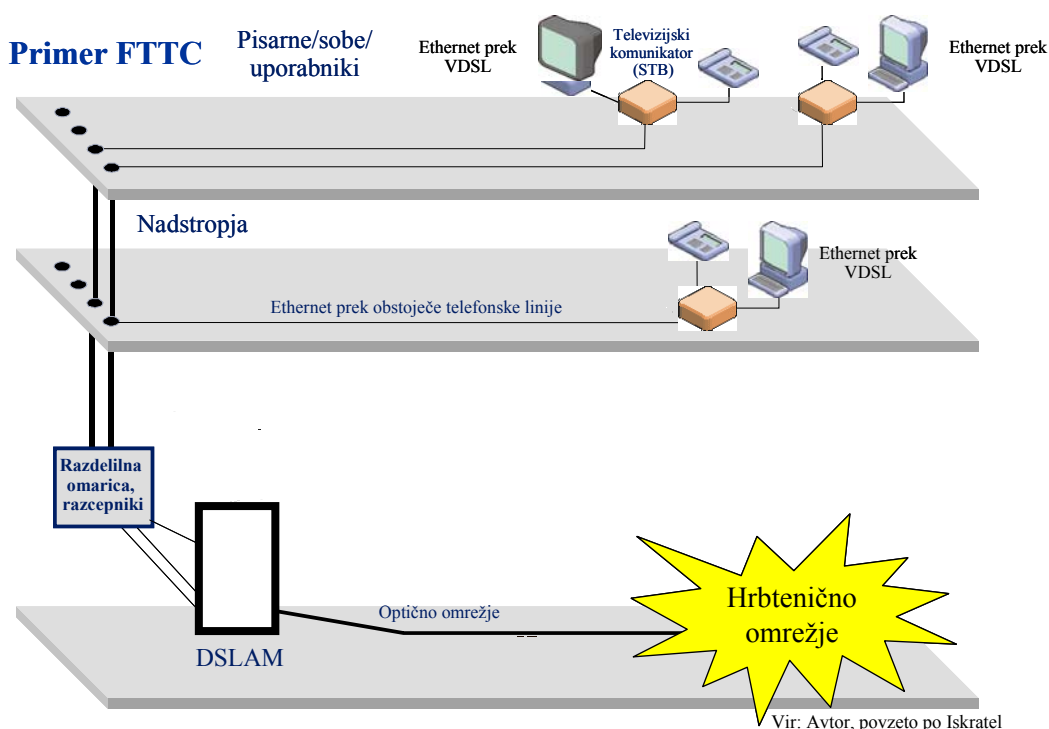 Primer FTTC
Pisarne/sobe/
uporabniki
Ethernet prek
VDSL
Televizijski
komunikator
(STB)
Ethernet prek
VDSL
Nadstropja
Ethernet prek
VDSL
Ethernet prek obstoječe telefonske linije
Razdelilna
omarica,
razcepniki
DSLAM
Optično omrežje
Hrbtenično
omrežje
Vir: Avtor, povzeto po Iskratel